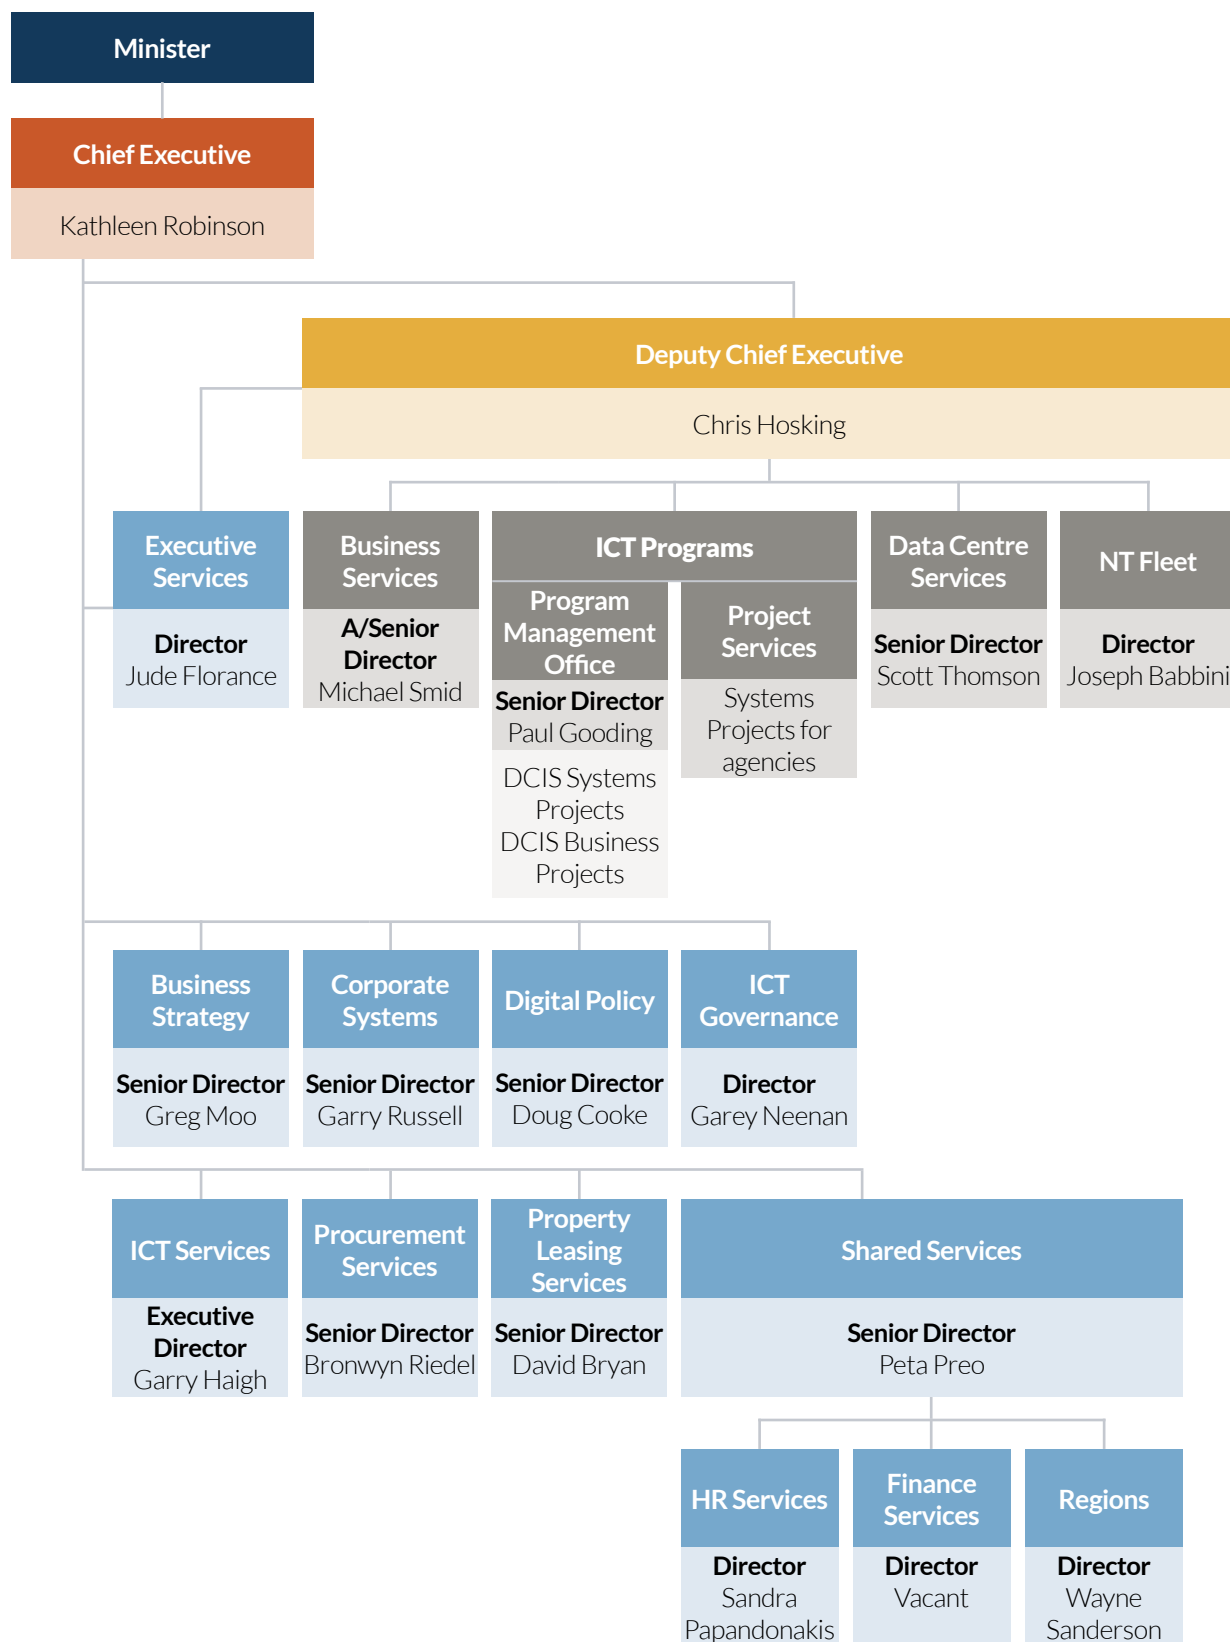 Minister
Chief Executive
Kathleen Robinson
Deputy Chief Executive
Chris Hosking
Executive
Services
Director
Jude Florance
Business
Services
A/Senior
Director
Michael Smid
ICT Programs
Program
Management
Office
Senior Director
Paul Gooding
DCIS Systems
Projects
DCIS Business
Projects
Project
Services
Systems
Projects for
agencies
Data Centre
Services
Senior Director
Scott Thomson
NT Fleet
Director
Joseph Babbini
Business
Strategy
Senior Director
Greg Moo
Corporate
Systems
Senior Director
Garry Russell
Digital Policy
Senior Director
Doug Cooke
ICT
Governance
Director
Garey Neenan
ICT Services
Executive
Director
Garry Haigh
Procurement
Services
Senior Director
Bronwyn Riedel
Property
Leasing
Services
Senior Director
David Bryan
Shared Services
Senior Director
Peta Preo
HR Services
Director
Sandra
Papandonakis
Finance
Services
Director
Vacant
Regions
Director
Wayne
Sanderson